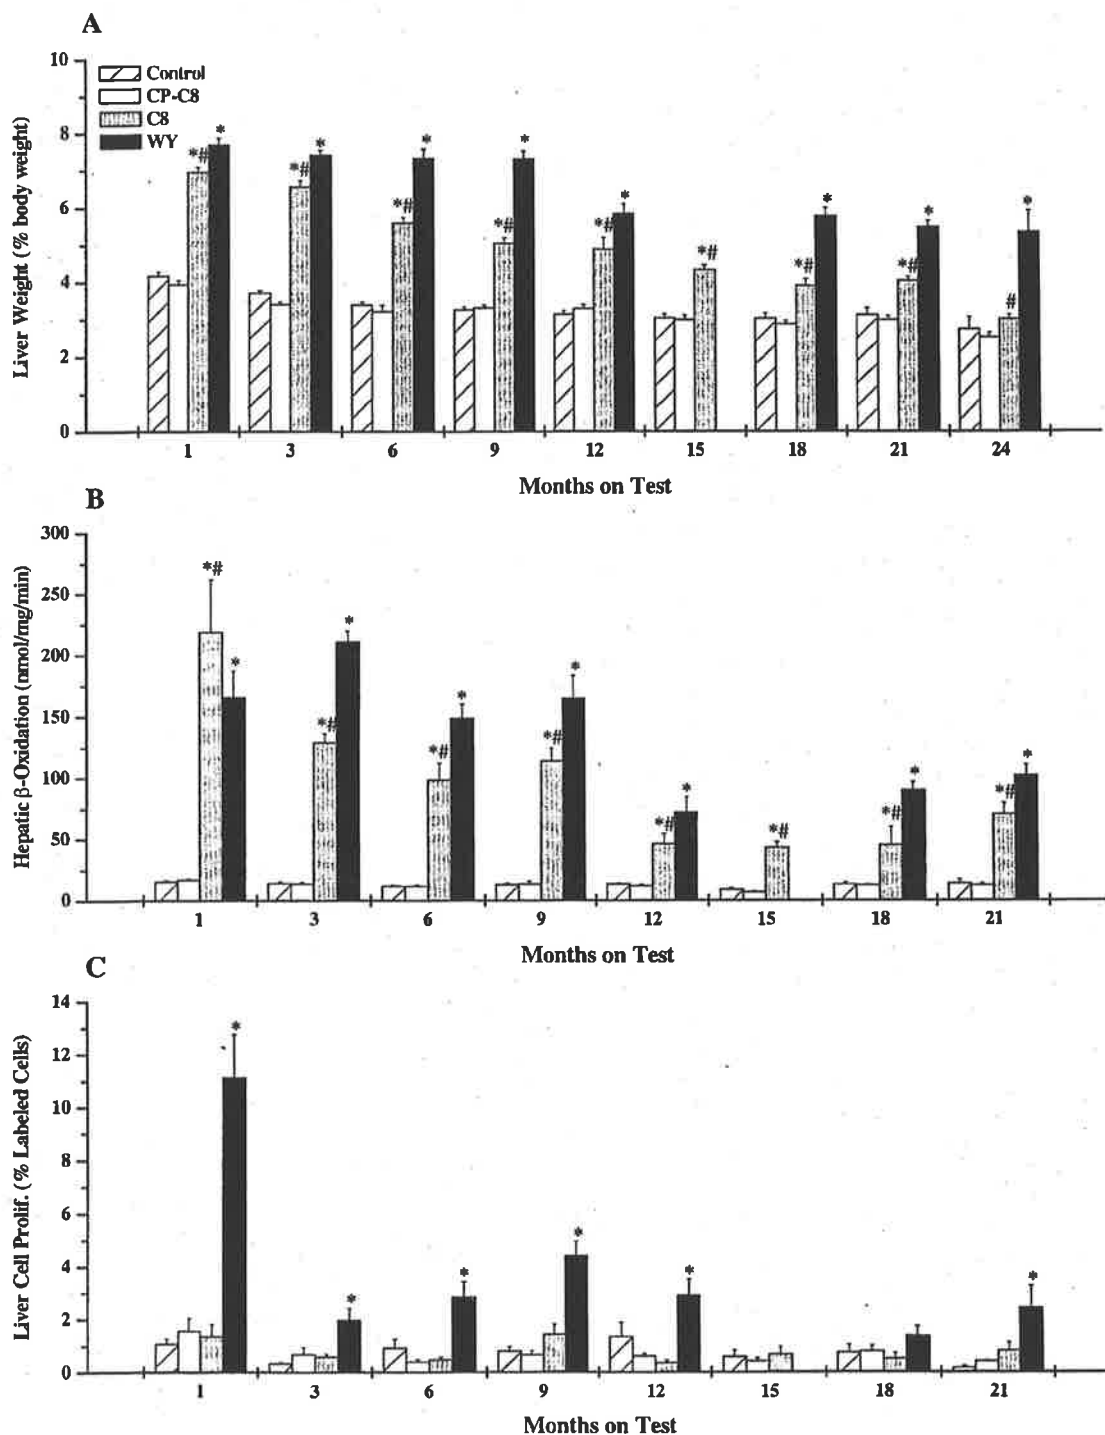 A
10
8
6
4
2
0
Liver Weight (% body weight)
Control
CP-C8
C8
WY
*# * *# * *# * *# * *# * *# *# * *# * # *
1 3 6 9 12 15 18 21 24
Months on Test
B
300
250
200
150
100
50
0
Hepatic β-Oxidation (nmol/mg/min)
*# * *# * *# * *# * *# * *# *# * *# *
1 3 6 9 12 15 18 21
Months on Test
C
14
12
10
8
6
4
2
0
Liver Cell Prolif. (% Labeled Cells)
* * * * * *
1 3 6 9 12 15 18 21
Months on Test